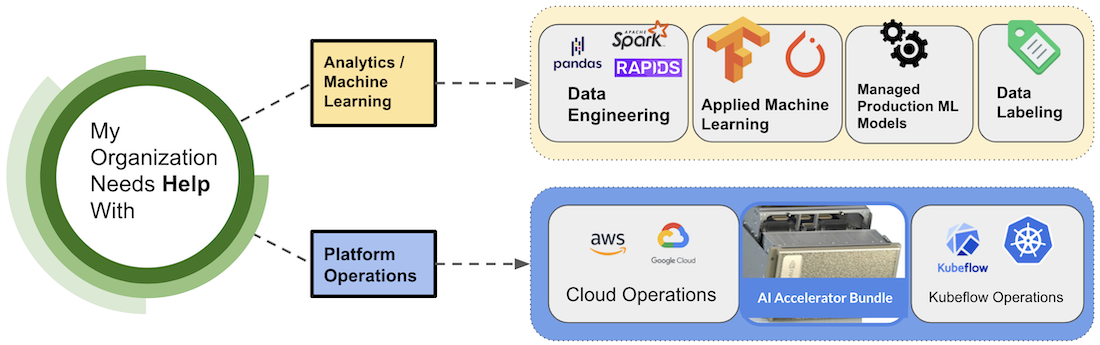 My
Organization
Needs Help
With
Analytics /
Machine
Learning
pandas
APACHE
Spark
RAPIDS
Data
Engineering
Applied Machine
Learning
Managed
Production ML
Models
Data
Labeling
Platform
Operations
aws
Google Cloud
Cloud Operations
AI Accelerator Bundle
Kubeflow
Kubeflow Operations